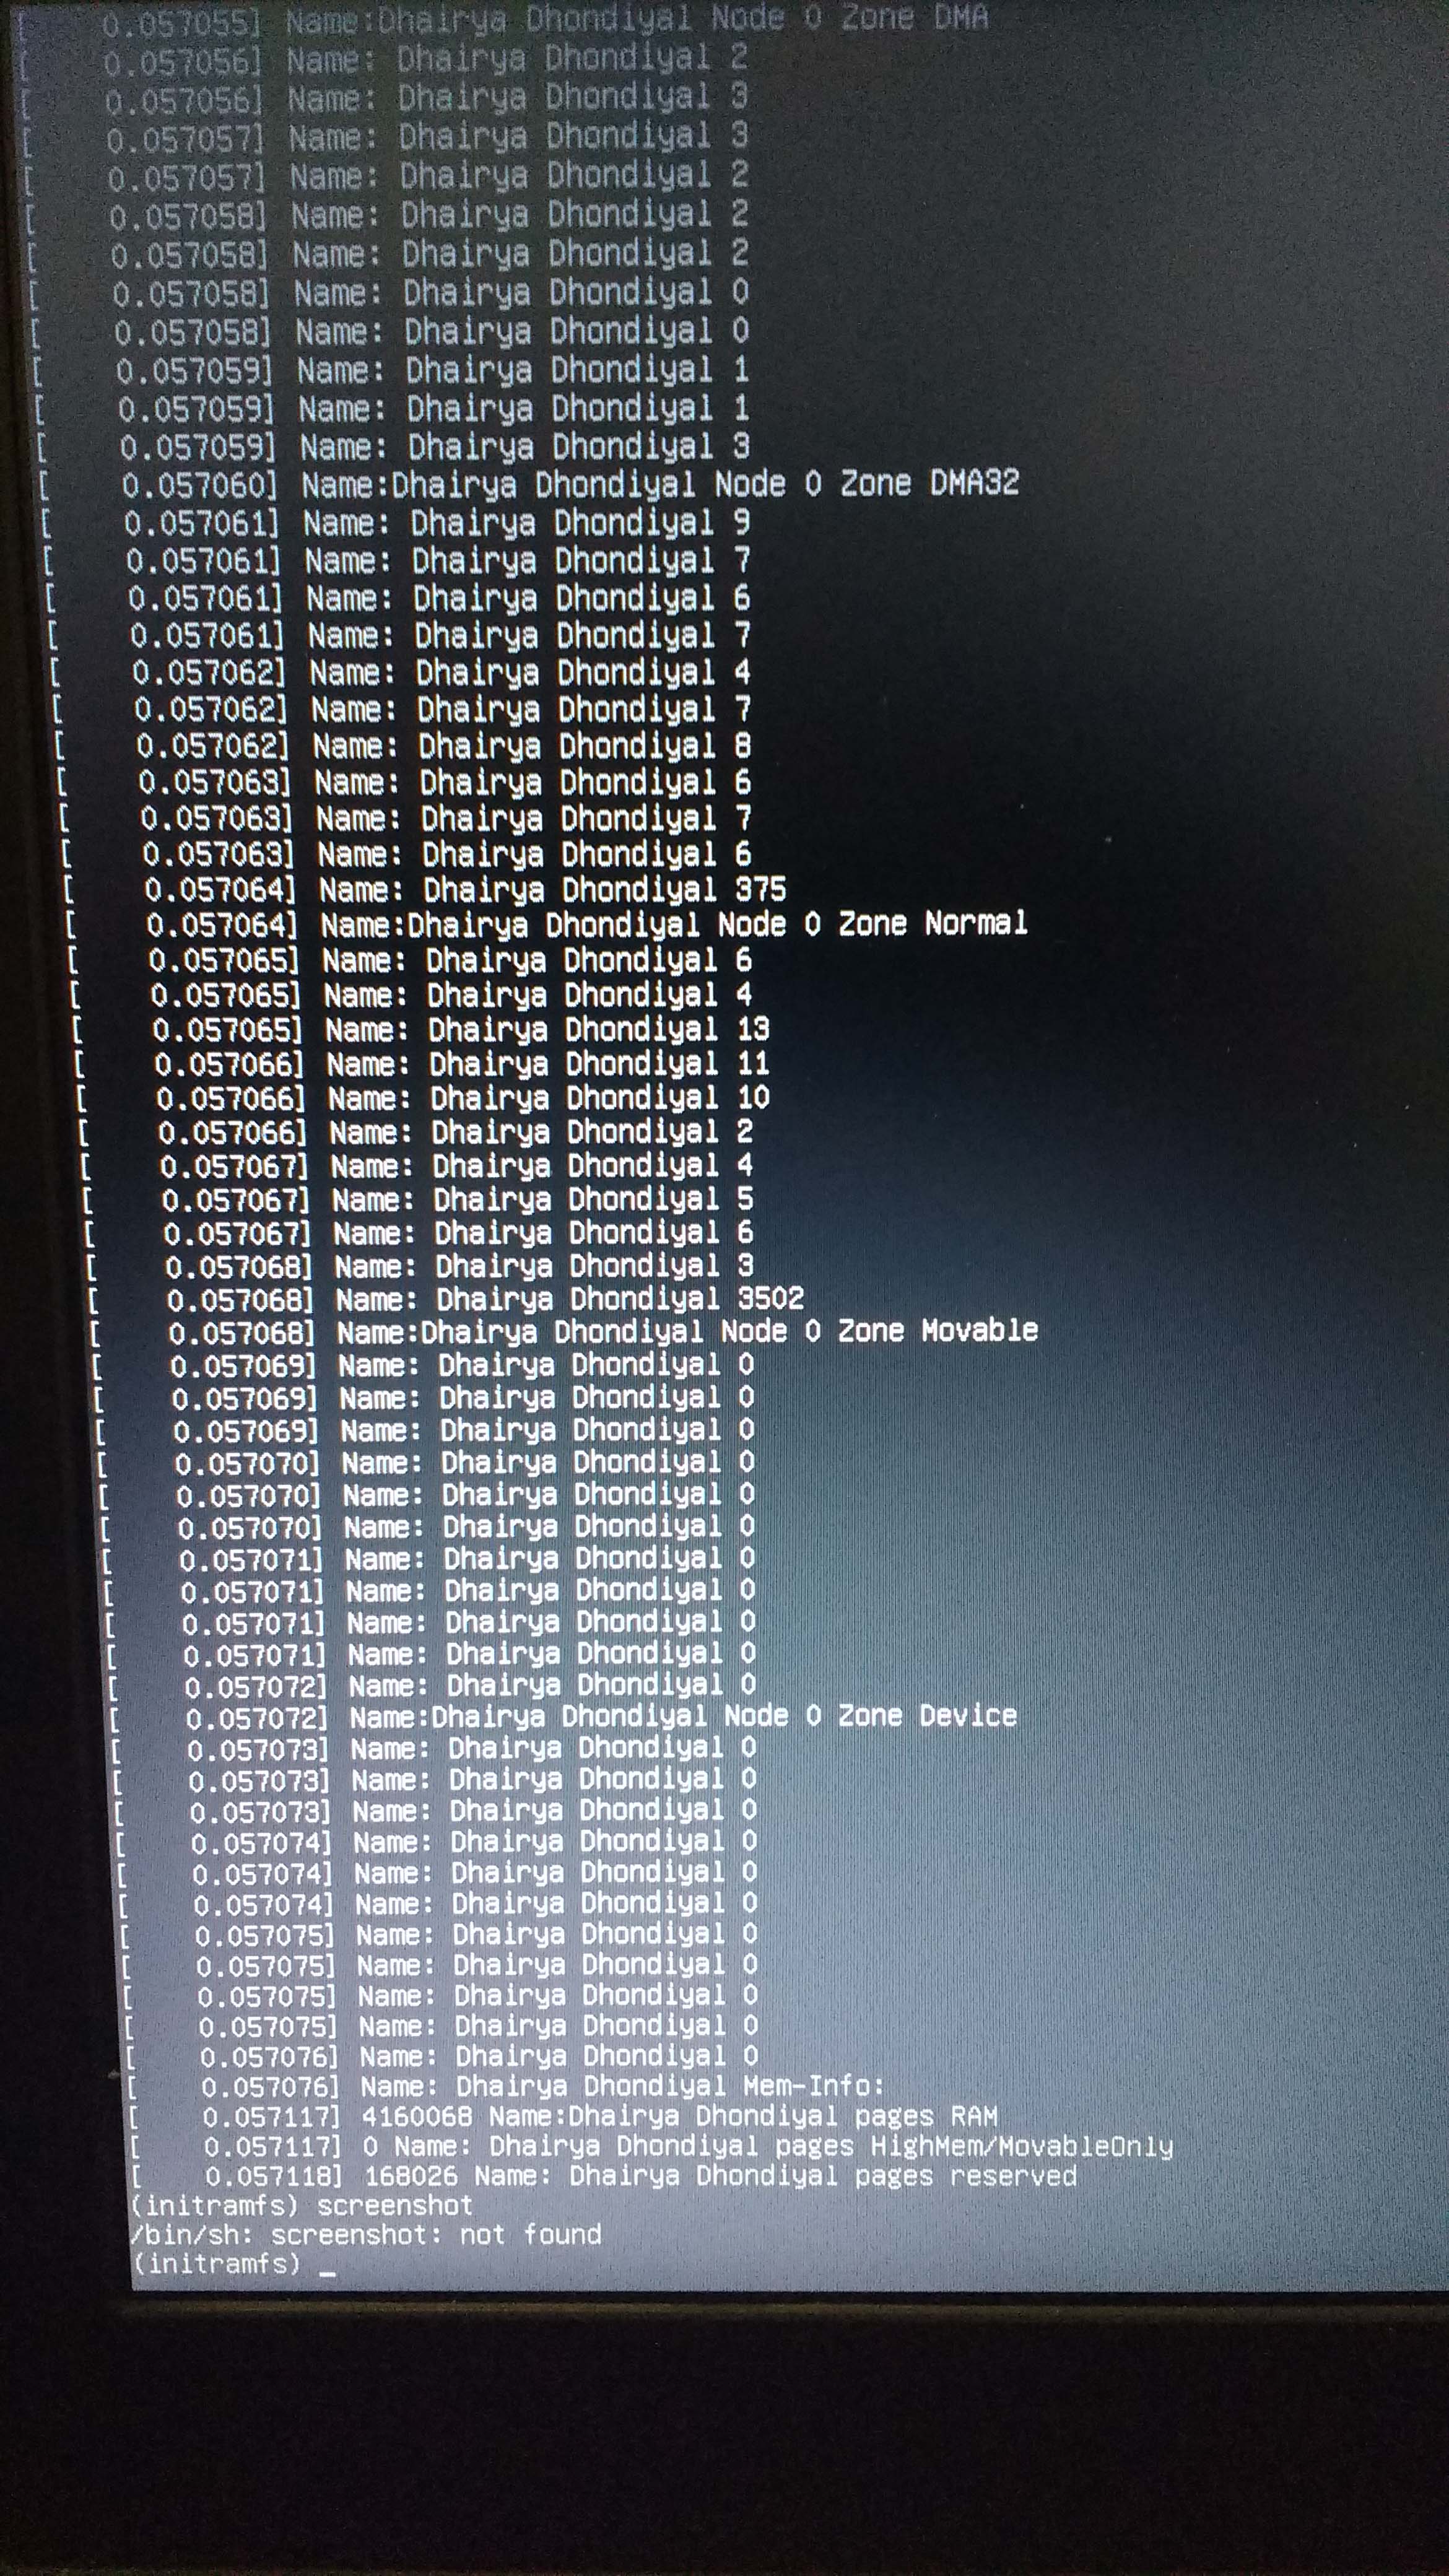 [    0.057055] Name:Dhairya Dhondiyal Node 0 Zone DMA
[    0.057056] Name: Dhairya Dhondiyal 2
[    0.057056] Name: Dhairya Dhondiyal 3
[    0.057057] Name: Dhairya Dhondiyal 3
[    0.057057] Name: Dhairya Dhondiyal 2
[    0.057058] Name: Dhairya Dhondiyal 2
[    0.057058] Name: Dhairya Dhondiyal 2
[    0.057058] Name: Dhairya Dhondiyal 0
[    0.057058] Name: Dhairya Dhondiyal 0
[    0.057059] Name: Dhairya Dhondiyal 1
[    0.057059] Name: Dhairya Dhondiyal 1
[    0.057059] Name: Dhairya Dhondiyal 3
[    0.057060] Name:Dhairya Dhondiyal Node 0 Zone DMA32
[    0.057061] Name: Dhairya Dhondiyal 9
[    0.057061] Name: Dhairya Dhondiyal 7
[    0.057061] Name: Dhairya Dhondiyal 6
[    0.057061] Name: Dhairya Dhondiyal 7
[    0.057062] Name: Dhairya Dhondiyal 4
[    0.057062] Name: Dhairya Dhondiyal 7
[    0.057062] Name: Dhairya Dhondiyal 8
[    0.057063] Name: Dhairya Dhondiyal 6
[    0.057063] Name: Dhairya Dhondiyal 7
[    0.057063] Name: Dhairya Dhondiyal 6
[    0.057064] Name: Dhairya Dhondiyal 375
[    0.057064] Name:Dhairya Dhondiyal Node 0 Zone Normal
[    0.057065] Name: Dhairya Dhondiyal 6
[    0.057065] Name: Dhairya Dhondiyal 4
[    0.057065] Name: Dhairya Dhondiyal 13
[    0.057066] Name: Dhairya Dhondiyal 11
[    0.057066] Name: Dhairya Dhondiyal 10
[    0.057066] Name: Dhairya Dhondiyal 2
[    0.057067] Name: Dhairya Dhondiyal 4
[    0.057067] Name: Dhairya Dhondiyal 5
[    0.057067] Name: Dhairya Dhondiyal 6
[    0.057068] Name: Dhairya Dhondiyal 3
[    0.057068] Name: Dhairya Dhondiyal 3502
[    0.057068] Name:Dhairya Dhondiyal Node 0 Zone Movable
[    0.057069] Name: Dhairya Dhondiyal 0
[    0.057069] Name: Dhairya Dhondiyal 0
[    0.057069] Name: Dhairya Dhondiyal 0
[    0.057070] Name: Dhairya Dhondiyal 0
[    0.057070] Name: Dhairya Dhondiyal 0
[    0.057070] Name: Dhairya Dhondiyal 0
[    0.057071] Name: Dhairya Dhondiyal 0
[    0.057071] Name: Dhairya Dhondiyal 0
[    0.057071] Name: Dhairya Dhondiyal 0
[    0.057071] Name: Dhairya Dhondiyal 0
[    0.057072] Name: Dhairya Dhondiyal 0
[    0.057072] Name:Dhairya Dhondiyal Node 0 Zone Device
[    0.057073] Name: Dhairya Dhondiyal 0
[    0.057073] Name: Dhairya Dhondiyal 0
[    0.057073] Name: Dhairya Dhondiyal 0
[    0.057074] Name: Dhairya Dhondiyal 0
[    0.057074] Name: Dhairya Dhondiyal 0
[    0.057074] Name: Dhairya Dhondiyal 0
[    0.057075] Name: Dhairya Dhondiyal 0
[    0.057075] Name: Dhairya Dhondiyal 0
[    0.057075] Name: Dhairya Dhondiyal 0
[    0.057075] Name: Dhairya Dhondiyal 0
[    0.057076] Name: Dhairya Dhondiyal 0
[    0.057076] Name: Dhairya Dhondiyal Mem-Info:
[    0.057117] 4160068 Name:Dhairya Dhondiyal pages RAM
[    0.057117] 0 Name: Dhairya Dhondiyal pages HighMem/MovableOnly
[    0.057118] 168026 Name: Dhairya Dhondiyal pages reserved
(initramfs) screenshot
/bin/sh: screenshot: not found
(initramfs) _